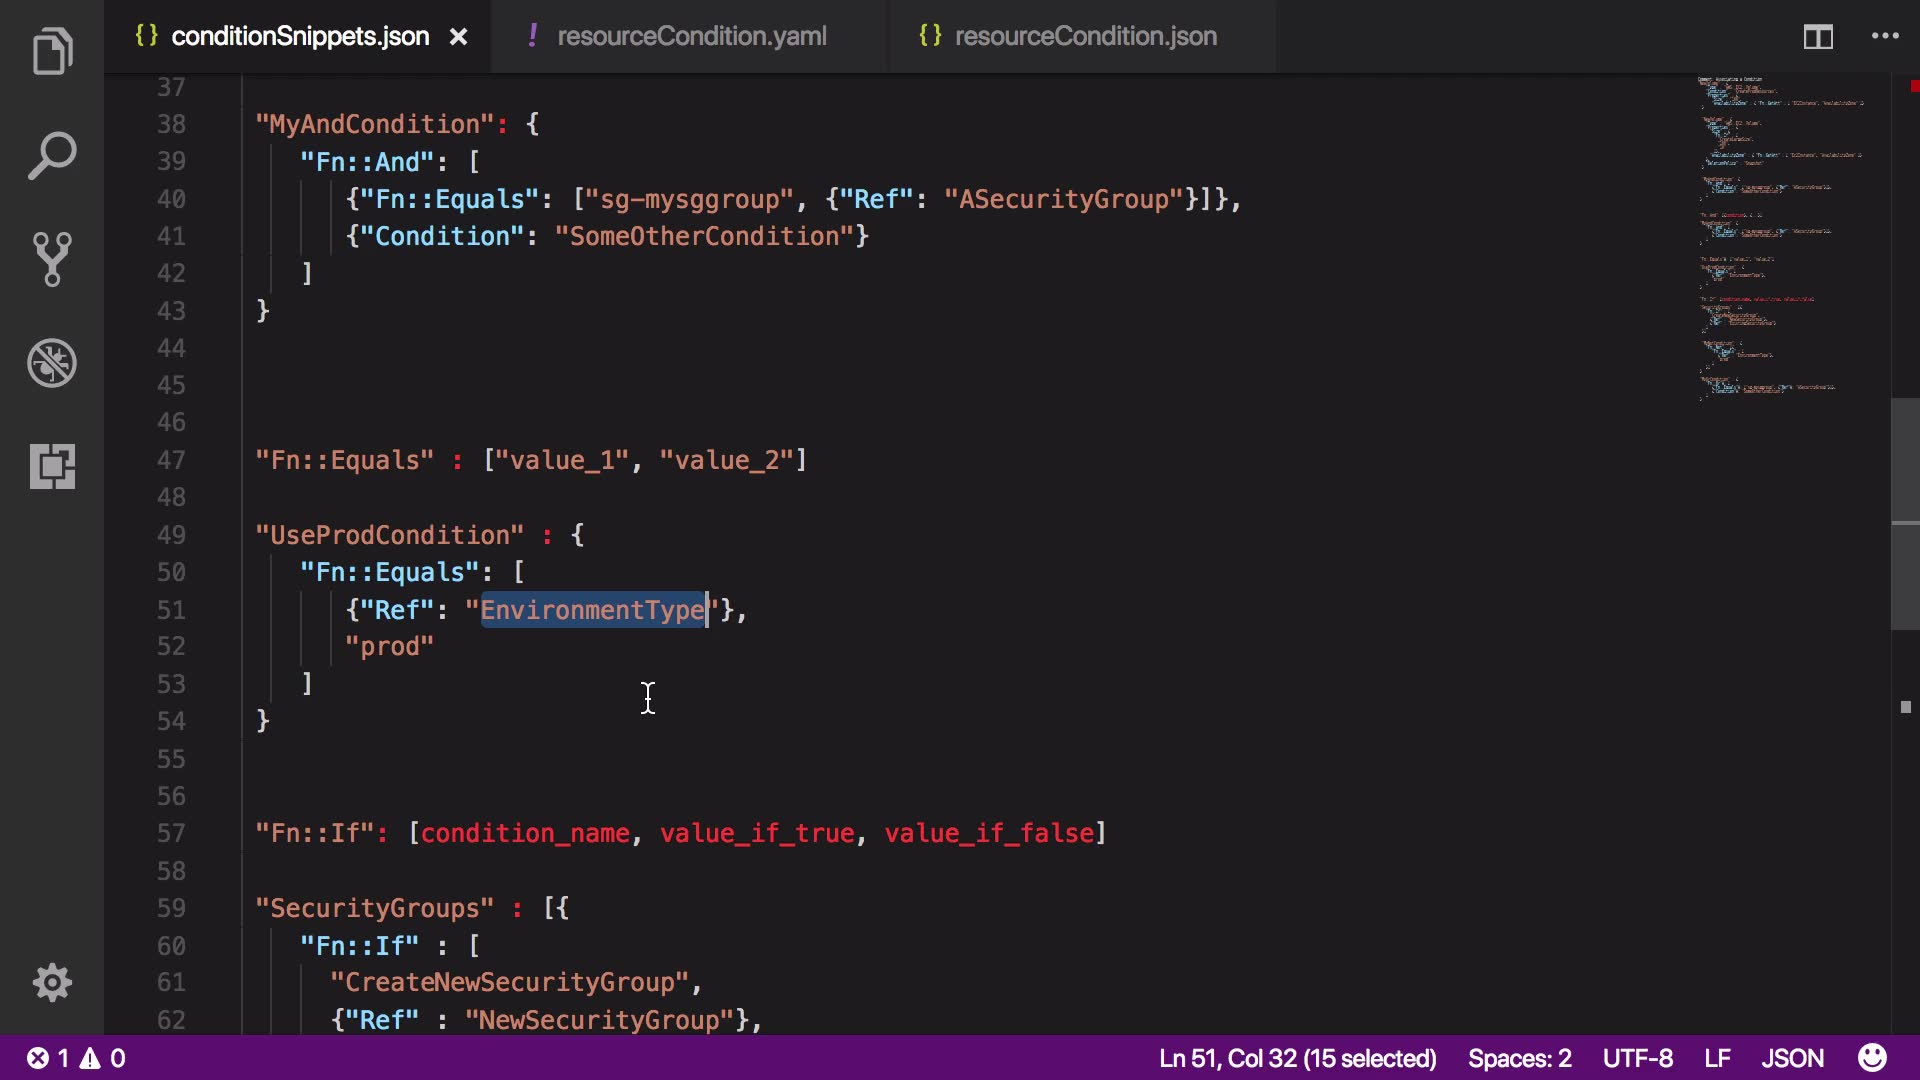 {} conditionSnippets.json × ! resourceCondition.yaml {} resourceCondition.json
37
38 "MyAndCondition": {
39 "Fn::And": [
40 {"Fn::Equals": ["sg-mysggroup", {"Ref": "ASecurityGroup"}]},
41 {"Condition": "SomeOtherCondition"}
42 ]
43 }
44
45
46
47 "Fn::Equals" : ["value_1", "value_2"]
48
49 "UseProdCondition" : {
50 "Fn::Equals": [
51 {"Ref": "EnvironmentType"},
52 "prod"
53 ]
54 }
55
56
57 "Fn::If": [condition_name, value_if_true, value_if_false]
58
59 "SecurityGroups" : [{
60 "Fn::If" : [
61 "CreateNewSecurityGroup",
62 {"Ref" : "NewSecurityGroup"},
1 0 Ln 51, Col 32 (15 selected) Spaces: 2 UTF-8 LF JSON